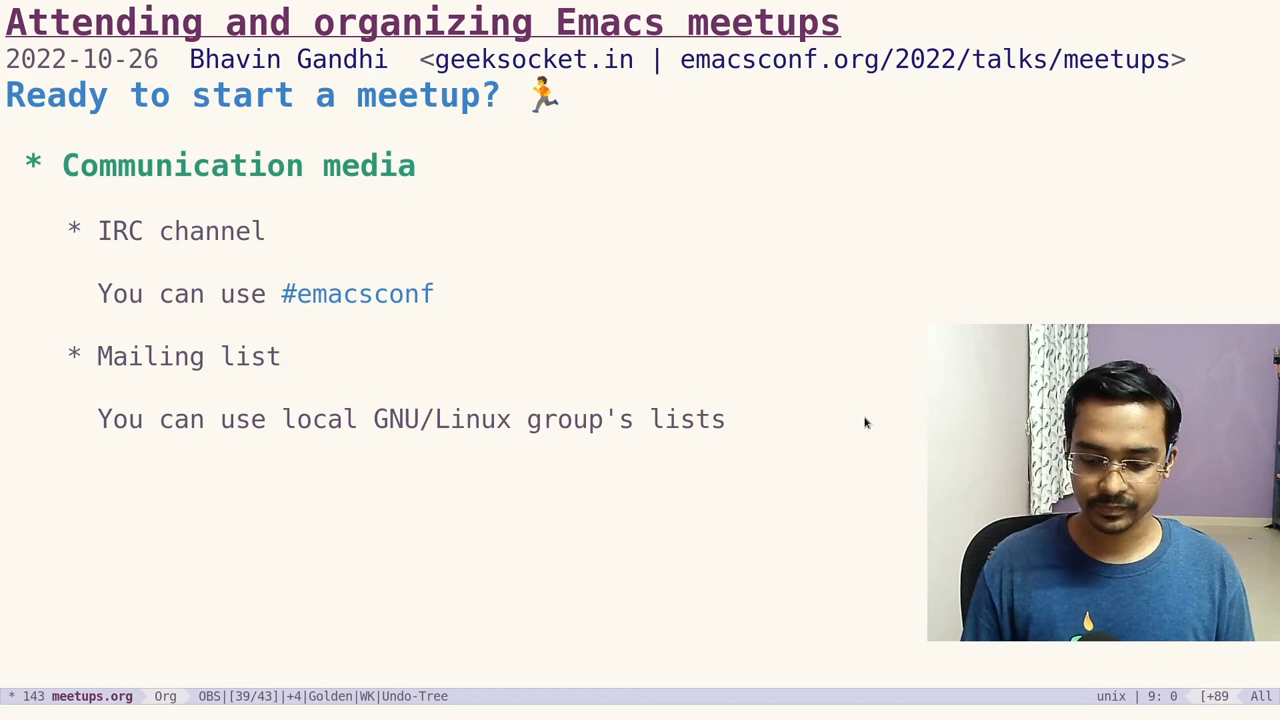 Attending and organizing Emacs meetups
2022-10-26 Bhavin Gandhi <geeksocket.in | emacsconf.org/2022/talks/meetups>
Ready to start a meetup? 🏃
* Communication media
* IRC channel
You can use #emacsconf
* Mailing list
You can use local GNU/Linux group's lists
* 143 meetups.org Org OBS|[39/43]|+4|Golden|WK|Undo-Tree unix | 9: 0 [+89 All